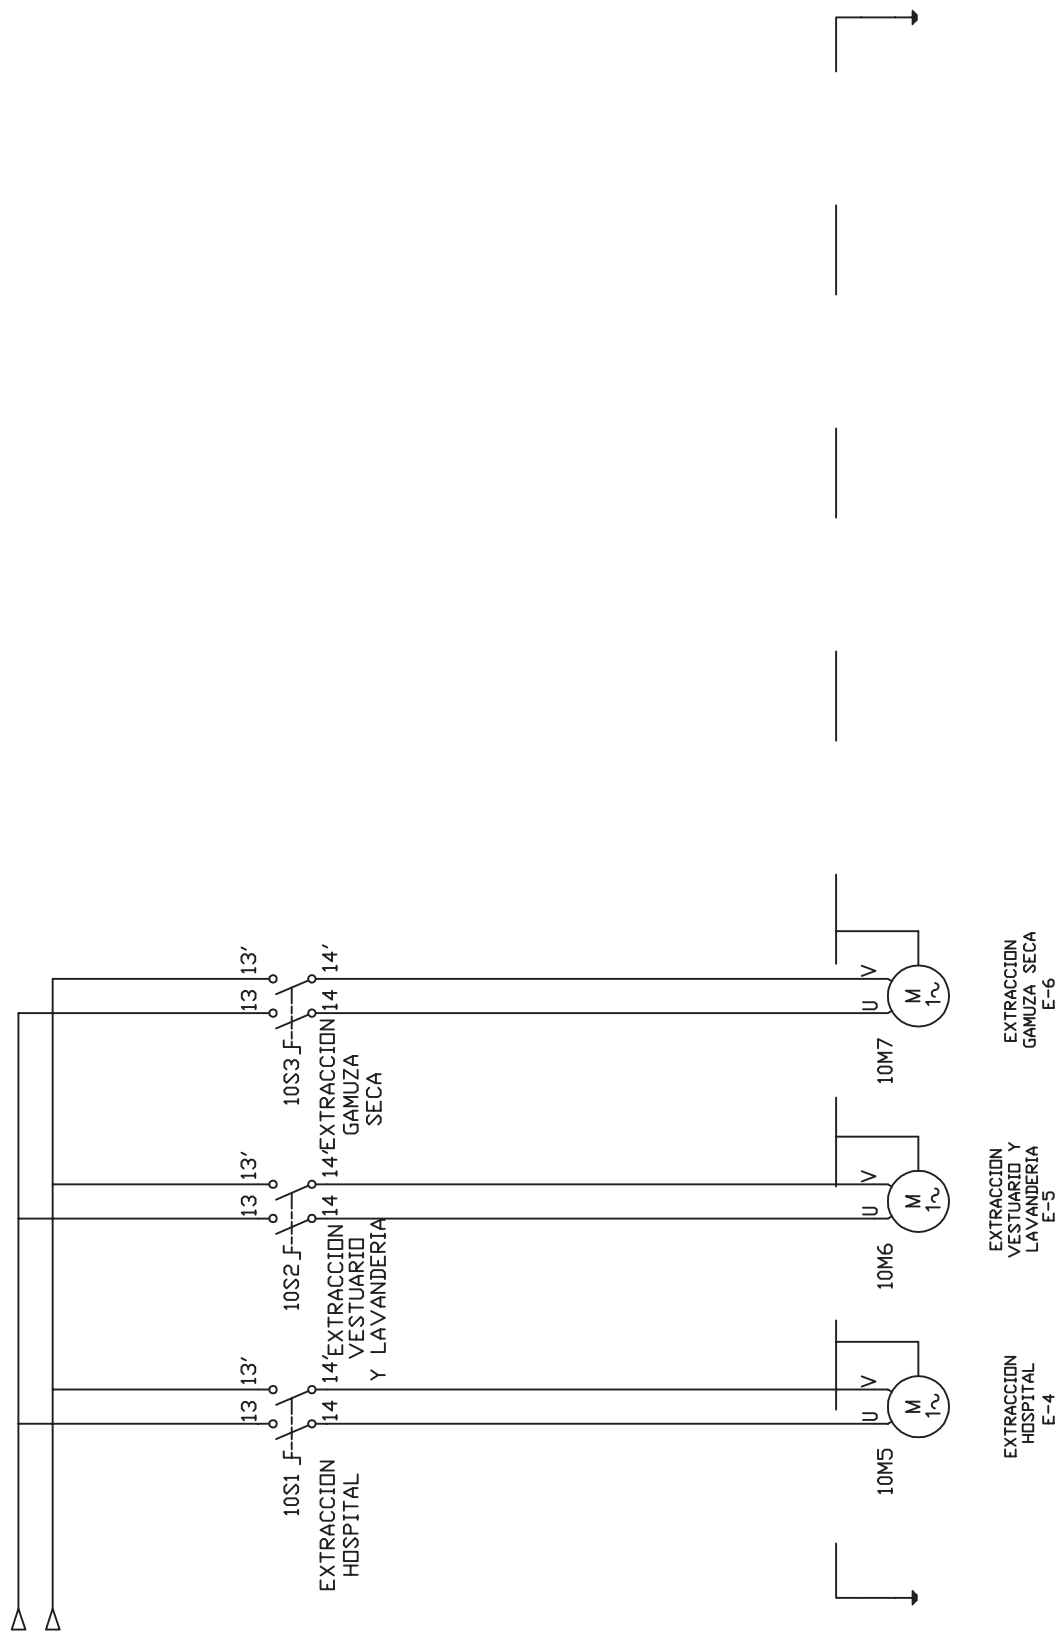 13
13'
10S1
14
14'
EXTRACCION
HOSPITAL
13
13'
10S2
14
14'
EXTRACCION
VESTUARIO
Y LAVANDERIA
13
13'
10S3
14
14'
EXTRACCION
GAMUZA
SECA
U
V
10M5
M
1~
U
V
10M6
M
1~
U
V
10M7
M
1~
EXTRACCION
HOSPITAL
E-4
EXTRACCION
VESTUARIO Y
LAVANDERIA
E-5
EXTRACCION
GAMUZA SECA
E-6